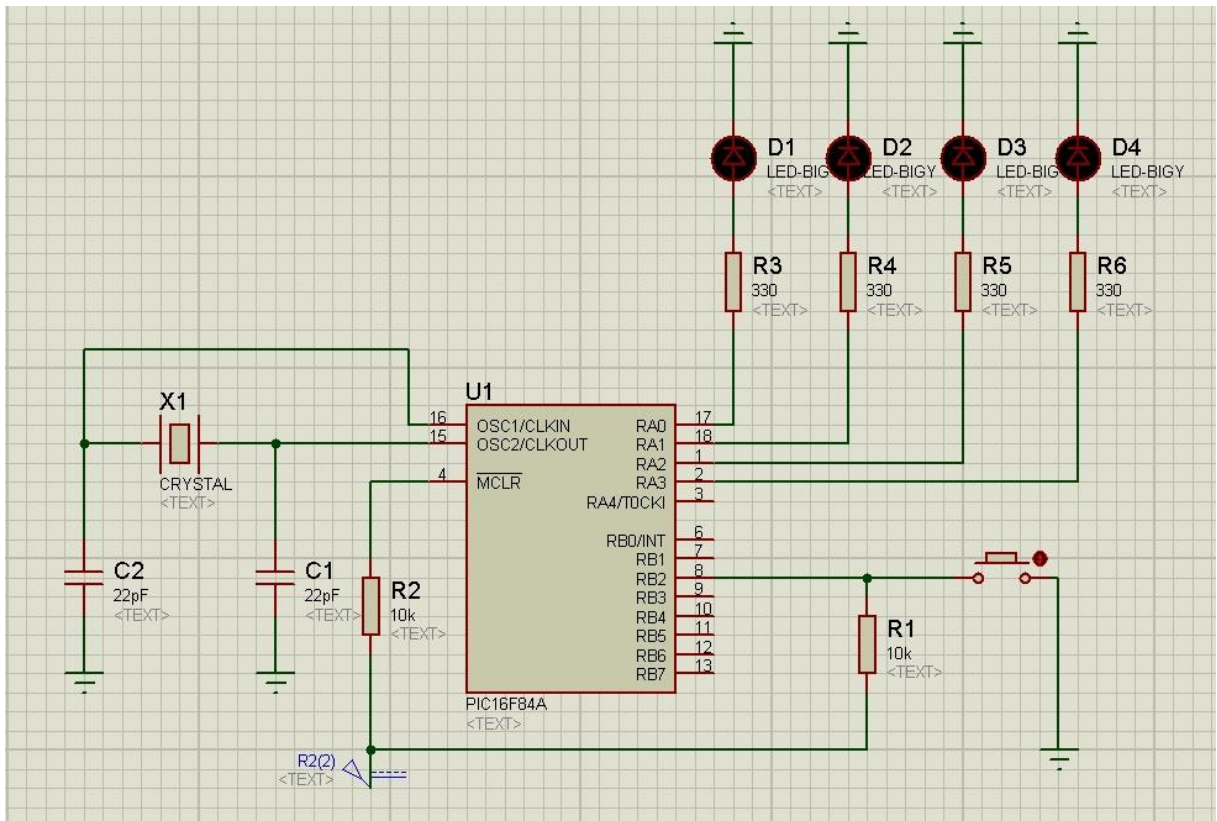 D1
LED-BIG
<TEXT>
D2
LED-BIGY
<TEXT>
D3
LED-BIG
<TEXT>
D4
LED-BIGY
<TEXT>
R3
330
<TEXT>
R4
330
<TEXT>
R5
330
<TEXT>
R6
330
<TEXT>
X1
CRYSTAL
<TEXT>
C2
22pF
<TEXT>
C1
22pF
<TEXT>
R2
10k
<TEXT>
R2(2)
<TEXT>
U1
16 OSC1/CLKIN
15 OSC2/CLKOUT
4 MCLR
RA0 17
RA1 18
RA2 1
RA3 2
RA4/T0CKI 3
RB0/INT 6
RB1 7
RB2 8
RB3 9
RB4 10
RB5 11
RB6 12
RB7 13
PIC16F84A
<TEXT>
R1
10k
<TEXT>